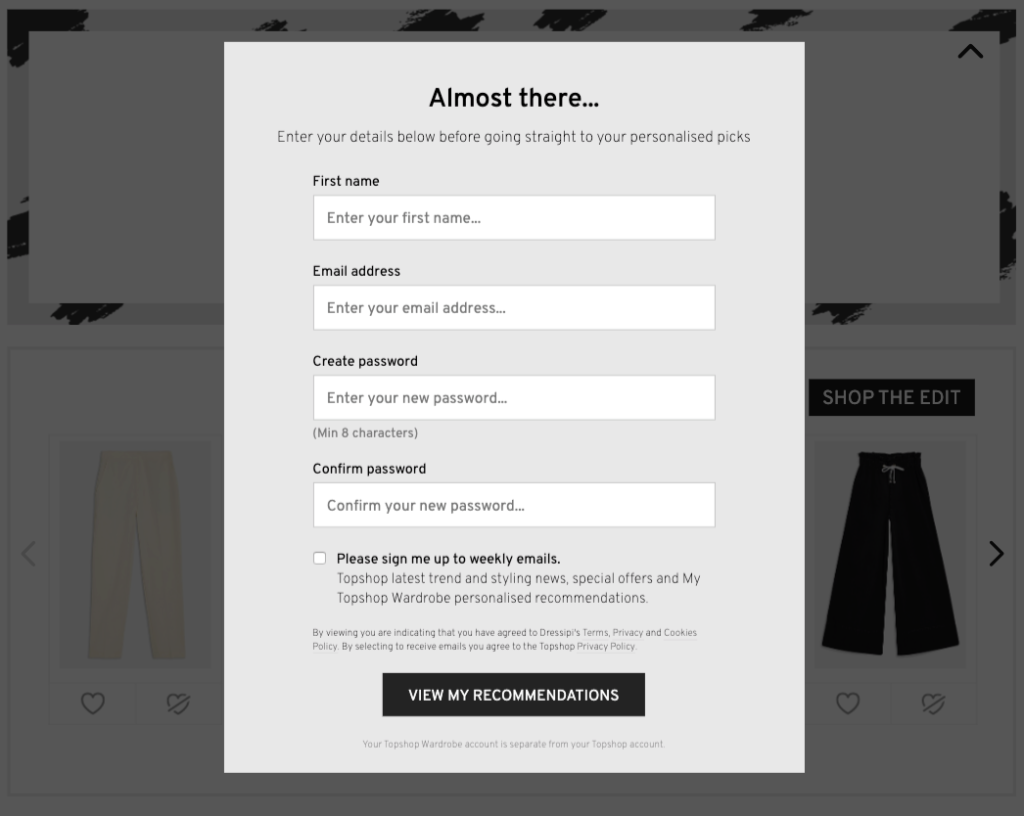 Almost there...
Enter your details below before going straight to your personalised picks
First name
Enter your first name...
Email address
Enter your email address...
Create password
Enter your new password...
(Min 8 characters)
SHOP THE EDIT
Confirm password
Confirm your new password...
Please sign me up to weekly emails.
Topshop latest trend and styling news, special offers and My
Topshop Wardrobe personalised recommendations.
By viewing you are indicating that you have agreed to Dressipi's Terms, Privacy and Cookies
Policy. By selecting to receive emails you agree to the Topshop Privacy Policy.
VIEW MY RECOMMENDATIONS
Your Topshop Wardrobe account is separate from your Topshop account.